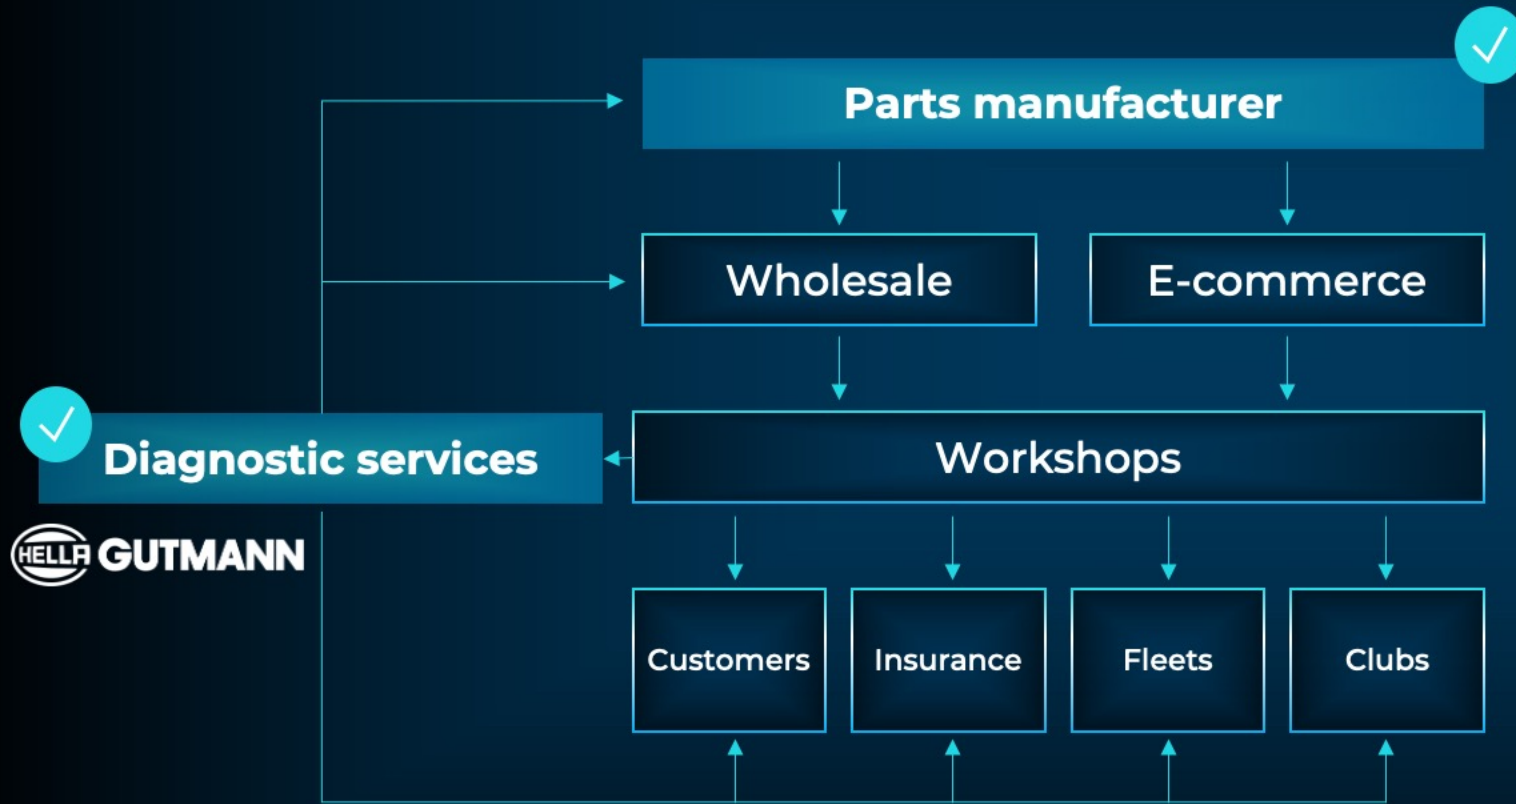 Parts manufacturer
Wholesale
E-commerce
Diagnostic services
Workshops
HELLA GUTMANN
Customers
Insurance
Fleets
Clubs